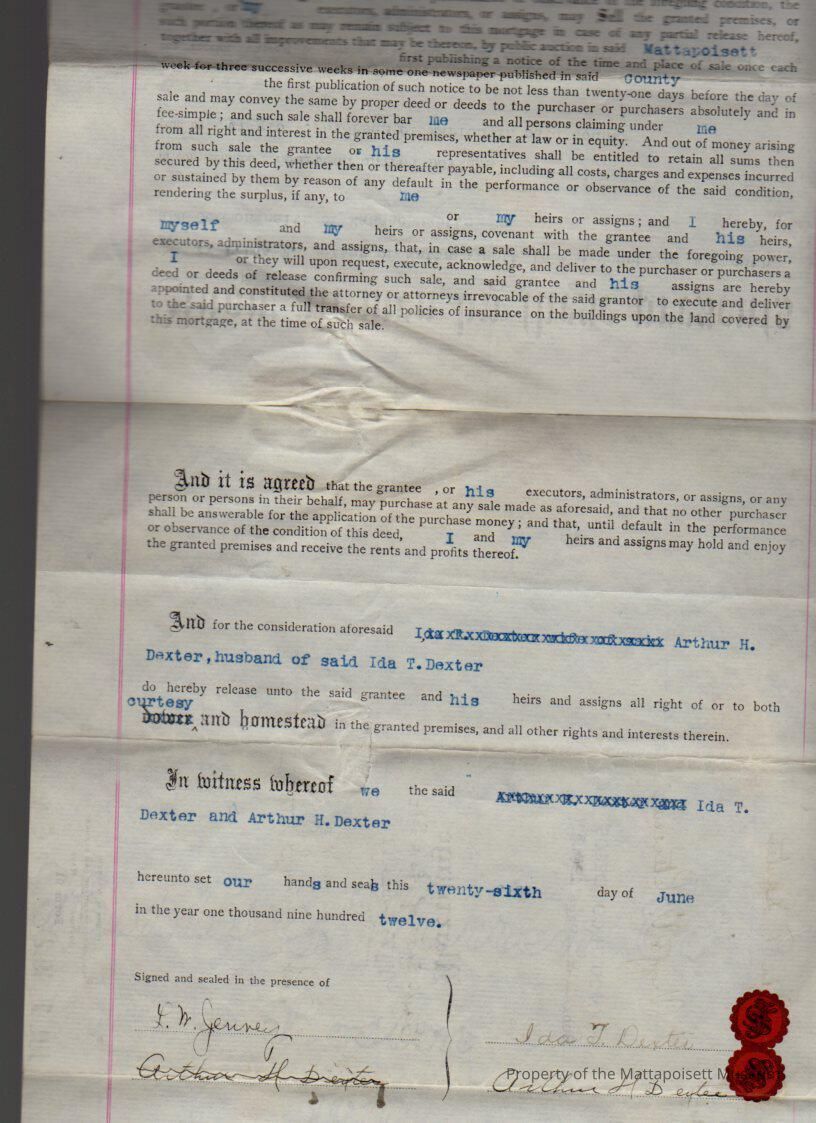 grantee , or my executors, administrators, or assigns, may Sell the granted premises, or
such portion thereof as may remain subject to this mortgage in case of any partial release hereof,
together with all improvements that may be thereon, by public auction in said Mattapoisett
first publishing a notice of the time and place of sale once each
week for three successive weeks in some one newspaper published in said County
the first publication of such notice to be not less than twenty-one days before the day of
sale and may convey the same by proper deed or deeds to the purchaser or purchasers absolutely and in
fee-simple; and such sale shall forever bar me and all persons claiming under me
from all right and interest in the granted premises, whether at law or in equity. And out of money arising
from such sale the grantee or his representatives shall be entitled to retain all sums then
secured by this deed, whether then or thereafter payable, including all costs, charges and expenses incurred
or sustained by them by reason of any default in the performance or observance of the said condition,
rendering the surplus, if any, to me
or my heirs or assigns; and I hereby, for
myself and my heirs or assigns, covenant with the grantee and his heirs,
executors, administrators, and assigns, that, in case a sale shall be made under the foregoing power,
I or they will upon request, execute, acknowledge, and deliver to the purchaser or purchasers a
deed or deeds of release confirming such sale, and said grantee and his assigns are hereby
appointed and constituted the attorney or attorneys irrevocable of the said grantor to execute and deliver
to the said purchaser a full transfer of all policies of insurance on the buildings upon the land covered by
this mortgage, at the time of such sale.
And it is agreed that the grantee , or his executors, administrators, or assigns, or any
person or persons in their behalf, may purchase at any sale made as aforesaid, and that no other purchaser
shall be answerable for the application of the purchase money; and that, until default in the performance
or observance of the condition of this deed, I and my heirs and assigns may hold and enjoy
the granted premises and receive the rents and profits thereof.
And for the consideration aforesaid Arthur H.
Dexter, husband of said Ida T. Dexter
do hereby release unto the said grantee and his heirs and assigns all right of or to both
curtesy
dower ^ and homestead in the granted premises, and all other rights and interests therein.
In witness whereof we the said Ida T.
Dexter and Arthur H. Dexter
hereunto set our hands and seals this twenty-sixth day of June
in the year one thousand nine hundred twelve.
Signed and sealed in the presence of
Jenney
Ida T. Dexter
Arthur H Dexter
Arthur H Dexter
Property of the Mattapoisett M